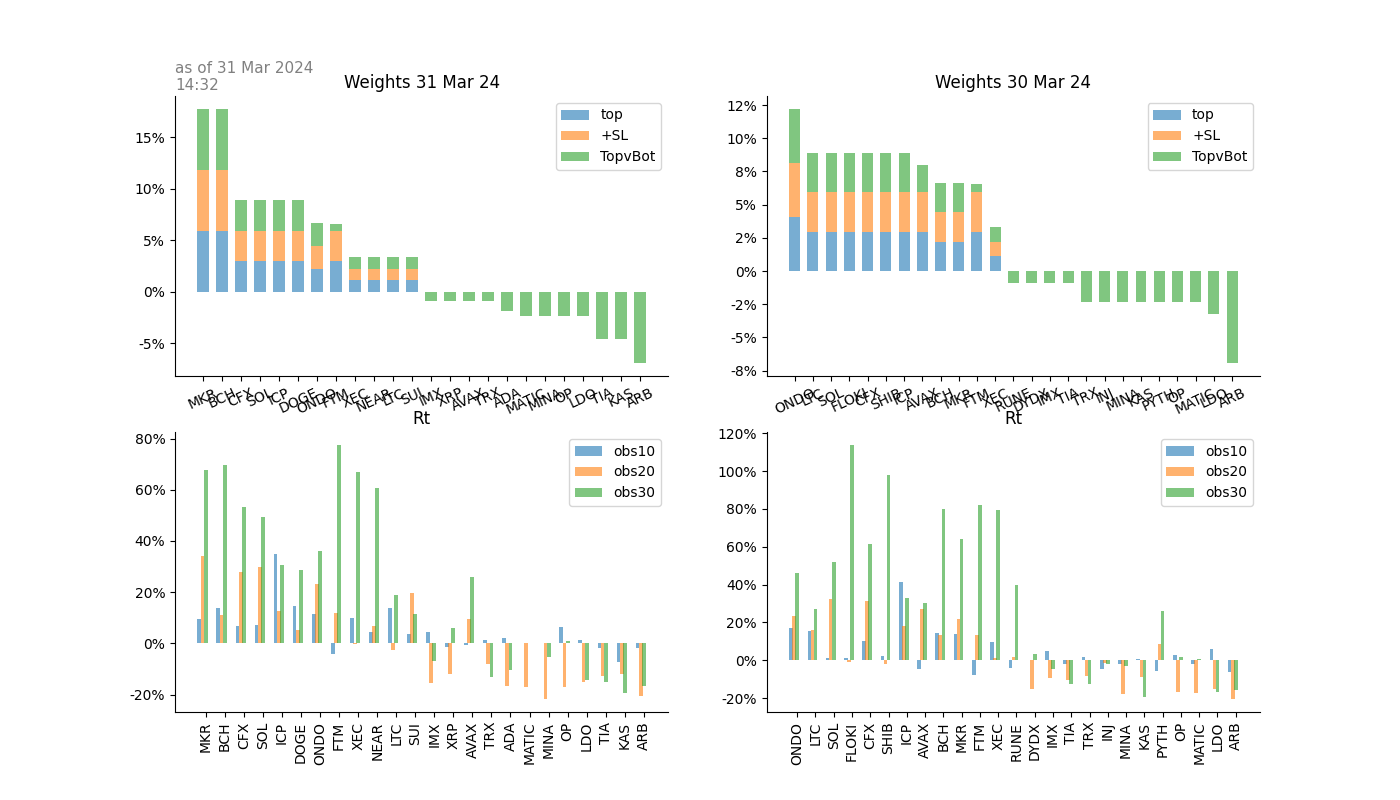 as of 31 Mar 2024
14:32
Weights 31 Mar 24
top
+SL
TopvBot
15%
10%
5%
0%
-5%
MKR BCH CFX SOL ICP DOGE ONDO FTM XEC NEAR LTC SUI IMX XRP AVAX TRX ADA MATIC MINA OP LDO TIA KAS ARB
Weights 30 Mar 24
top
+SL
TopvBot
12%
10%
8%
5%
2%
0%
-2%
-5%
-8%
ONDO LTC SOL FLOKI CFX SHIB ICP AVAX BCH MKR FTM XEC RUNE DYDX IMX TIA TRX INJ MINA KAS PYTH OP MATIC LDO ARB
Rt
obs10
obs20
obs30
80%
60%
40%
20%
0%
-20%
MKR BCH CFX SOL ICP DOGE ONDO FTM XEC NEAR LTC SUI IMX XRP AVAX TRX ADA MATIC MINA OP LDO TIA KAS ARB
Rt
obs10
obs20
obs30
120%
100%
80%
60%
40%
20%
0%
-20%
ONDO LTC SOL FLOKI CFX SHIB ICP AVAX BCH MKR FTM XEC RUNE DYDX IMX TIA TRX INJ MINA KAS PYTH OP MATIC LDO ARB